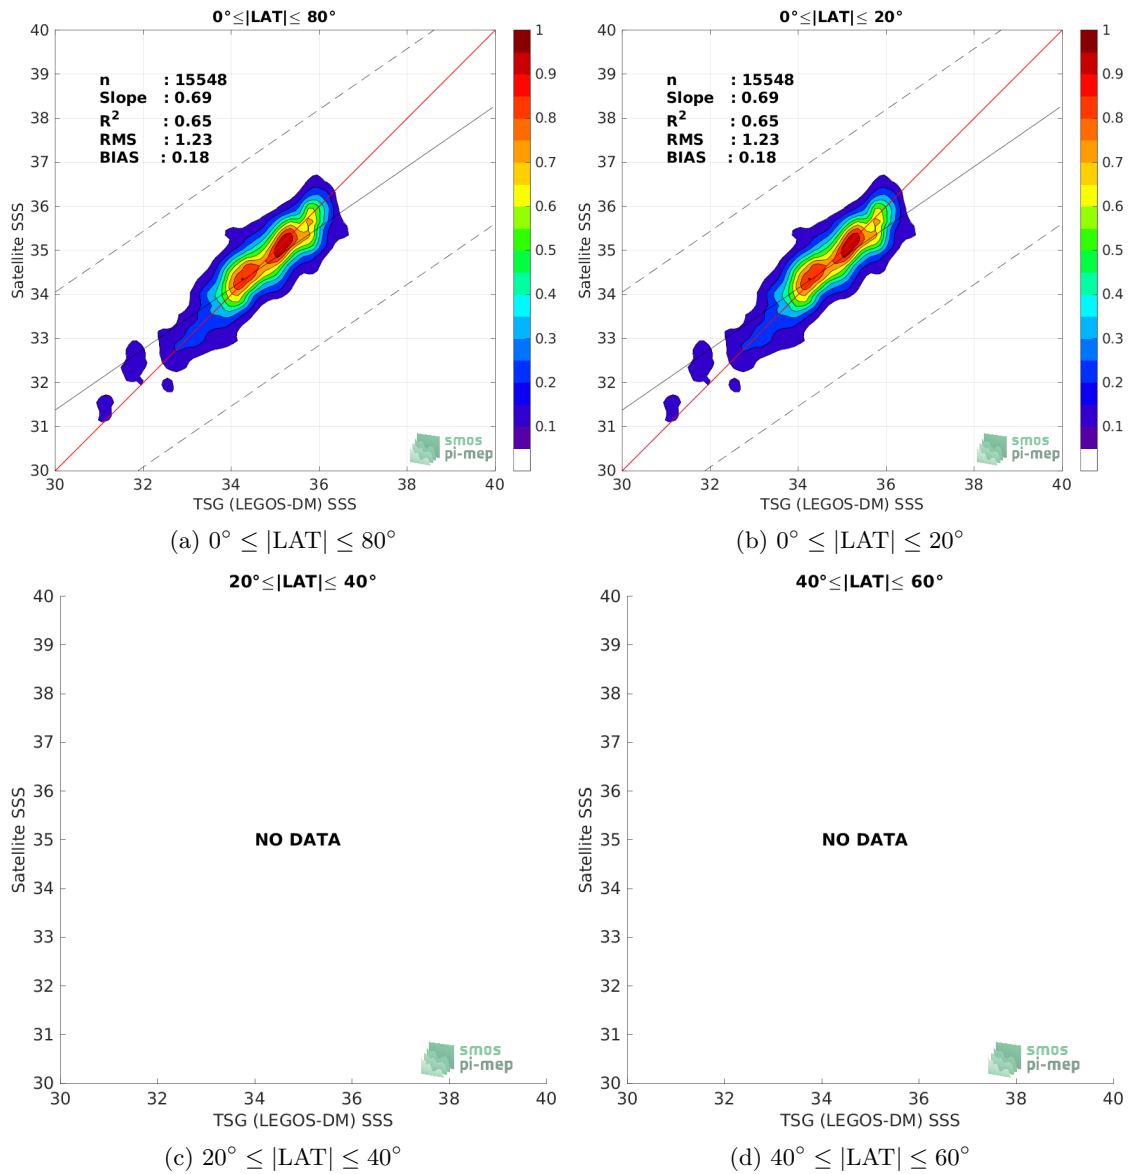 0°≤|LAT|≤ 80°
40
39
38
37
36
35
34
33
32
31
30
Satellite SSS
n : 15548
Slope : 0.69
R² : 0.65
RMS : 1.23
BIAS : 0.18
1
0.9
0.8
0.7
0.6
0.5
0.4
0.3
0.2
0.1
smos
pi-mep
30 32 34 36 38 40
TSG (LEGOS-DM) SSS
(a) 0° ≤ |LAT| ≤ 80°
0°≤|LAT|≤ 20°
40
39
38
37
36
35
34
33
32
31
30
Satellite SSS
n : 15548
Slope : 0.69
R² : 0.65
RMS : 1.23
BIAS : 0.18
1
0.9
0.8
0.7
0.6
0.5
0.4
0.3
0.2
0.1
smos
pi-mep
30 32 34 36 38 40
TSG (LEGOS-DM) SSS
(b) 0° ≤ |LAT| ≤ 20°
20°≤|LAT|≤ 40°
40
39
38
37
36
35
34
33
32
31
30
Satellite SSS
NO DATA
smos
pi-mep
30 32 34 36 38 40
TSG (LEGOS-DM) SSS
(c) 20° ≤ |LAT| ≤ 40°
40°≤|LAT|≤ 60°
40
39
38
37
36
35
34
33
32
31
30
Satellite SSS
NO DATA
smos
pi-mep
30 32 34 36 38 40
TSG (LEGOS-DM) SSS
(d) 40° ≤ |LAT| ≤ 60°